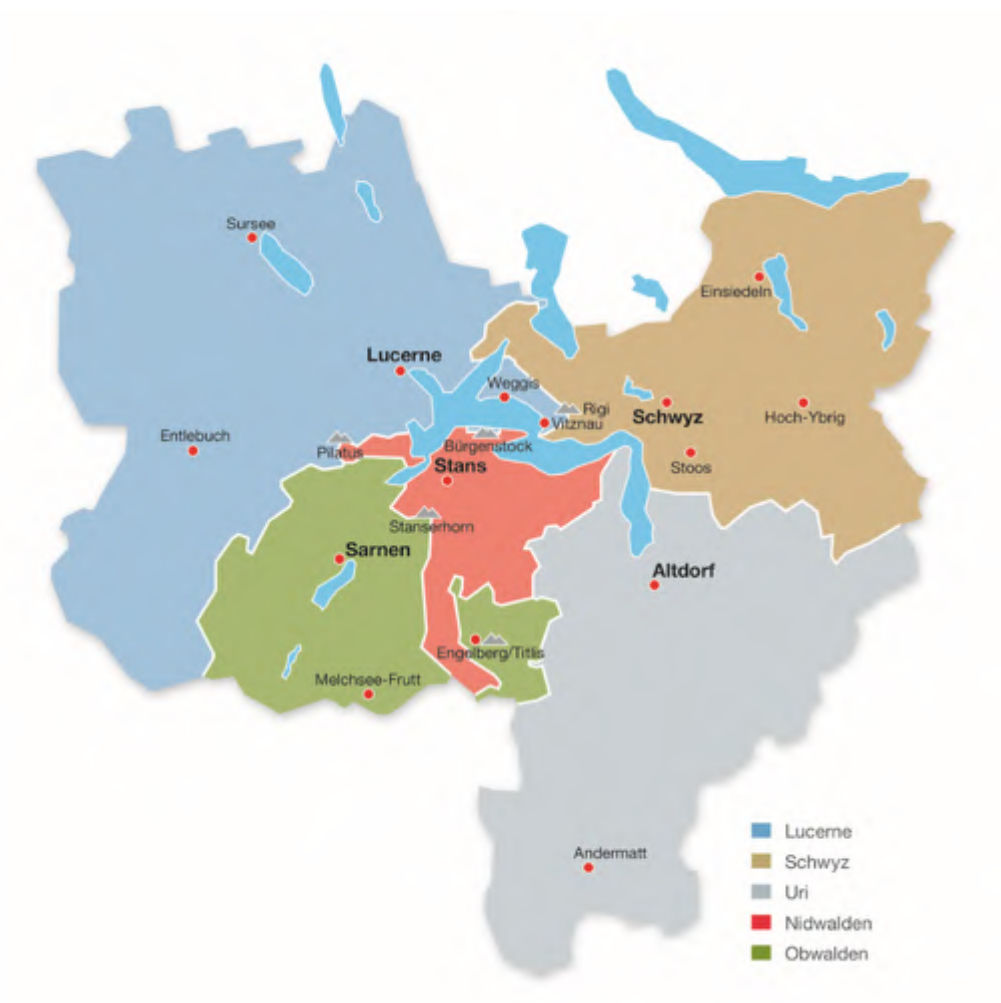 Sursee
Einsiedeln
Lucerne
Weggis
Rigi
Vitznau
Schwyz
Hoch-Ybrig
Entlebuch
Pilatus
Bürgenstock
Stans
Stoos
Stanserhorn
Sarnen
Altdorf
Engelberg/Titlis
Melchsee-Frutt
Andermatt
Lucerne
Schwyz
Uri
Nidwalden
Obwalden